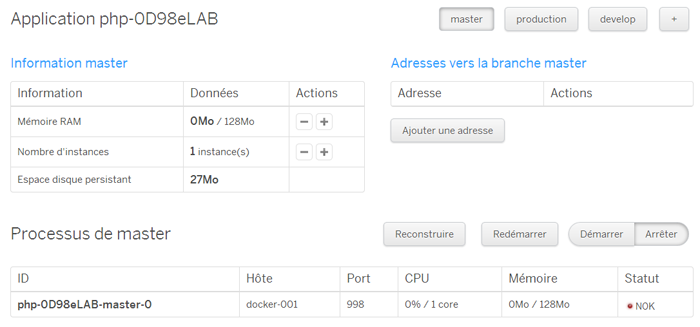 Application php-0D98eLAB
master
production
develop
+
Information master
Information Données Actions
Mémoire RAM 0Mo / 128Mo − +
Nombre d'instances 1 instance(s) − +
Espace disque persistant 27Mo
Adresses vers la branche master
Adresse Actions
Ajouter une adresse
Processus de master
Reconstruire
Redémarrer
Démarrer
Arrêter
ID Hôte Port CPU Mémoire Statut
php-0D98eLAB-master-0 docker-001 998 0% / 1 core 0Mo / 128Mo NOK